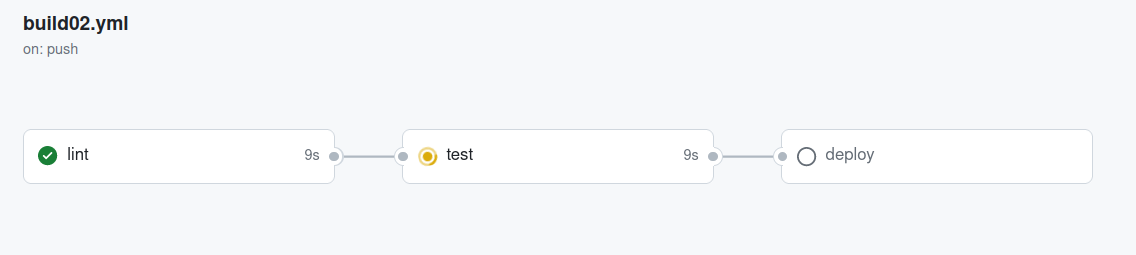 build02.yml
on: push
lint 9s
test 9s
deploy